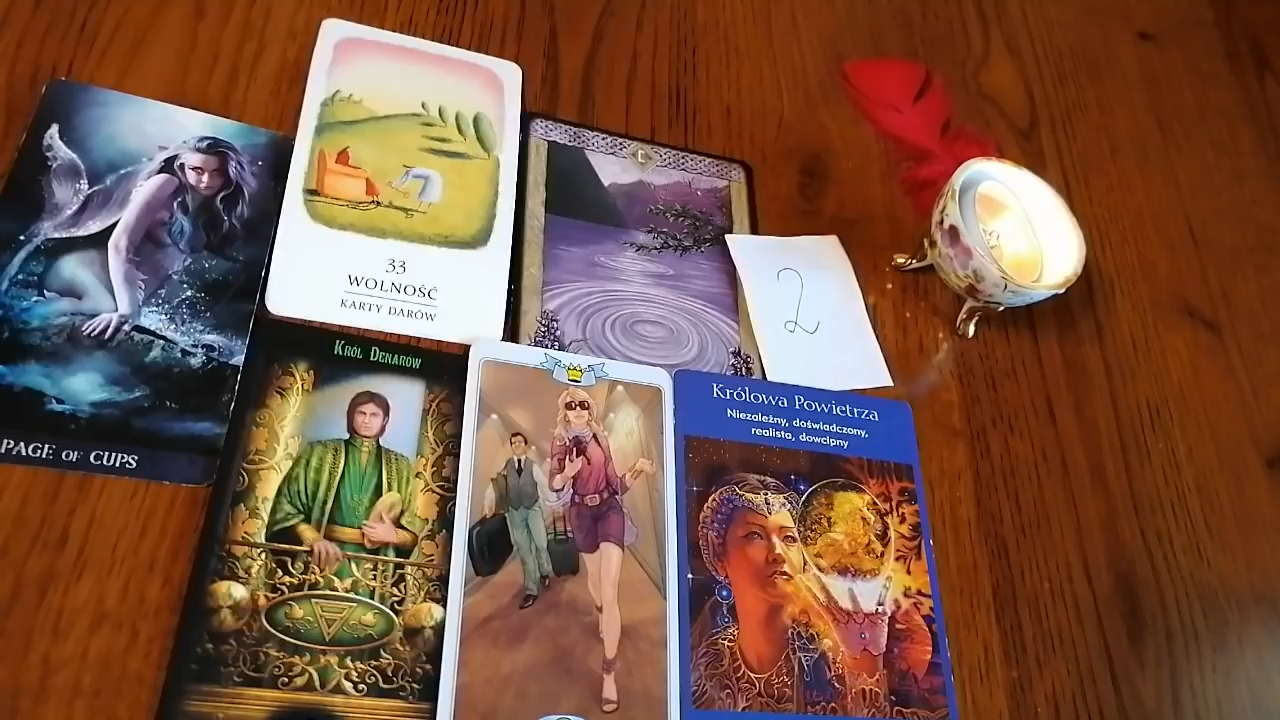 33
WOLNOŚĆ
KARTY DARÓW
2
PAGE OF CUPS
Król Denarów
Królowa Powietrza
Niezależny, doświadczony,
realista, dowcipny